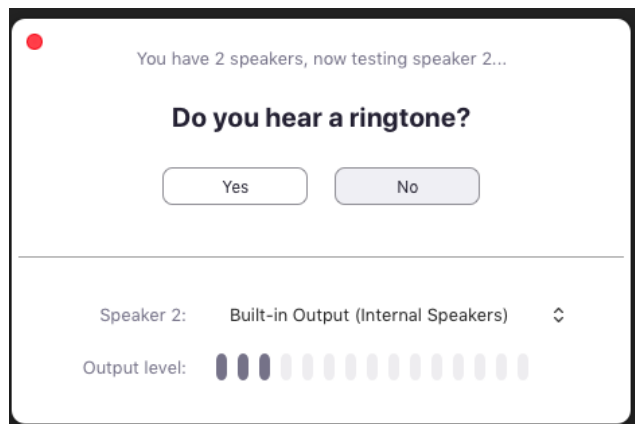 You have 2 speakers, now testing speaker 2...
Do you hear a ringtone?
Yes No
Speaker 2: Built-in Output (Internal Speakers)
Output level: